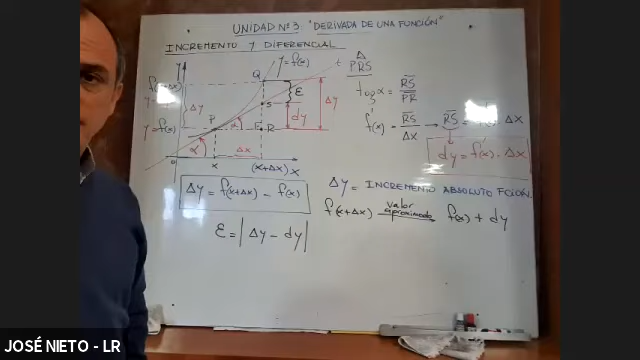 UNIDAD Nº 3: "DERIVADA DE UNA FUNCIÓN"
INCREMENTO Y DIFERENCIAL
y
y = f(x)
t
Q
f(x+Δx)
Δy
S
ε
dy
Δy
y = f(x)
P
α
E
R
α
Δx
o
x
(x+Δx)
x
Δ
PRS
tog α = RS / PR
f'(x) = RS / Δx → RS = f'(x) · Δx
dy = f'(x) · Δx
Δy = f(x+Δx) - f(x)
Δy = INCREMENTO ABSOLUTO FCIÓN.
f(x+Δx) valor aproximado → f(x) + dy
ε = | Δy - dy |
JOSÉ NIETO - LR